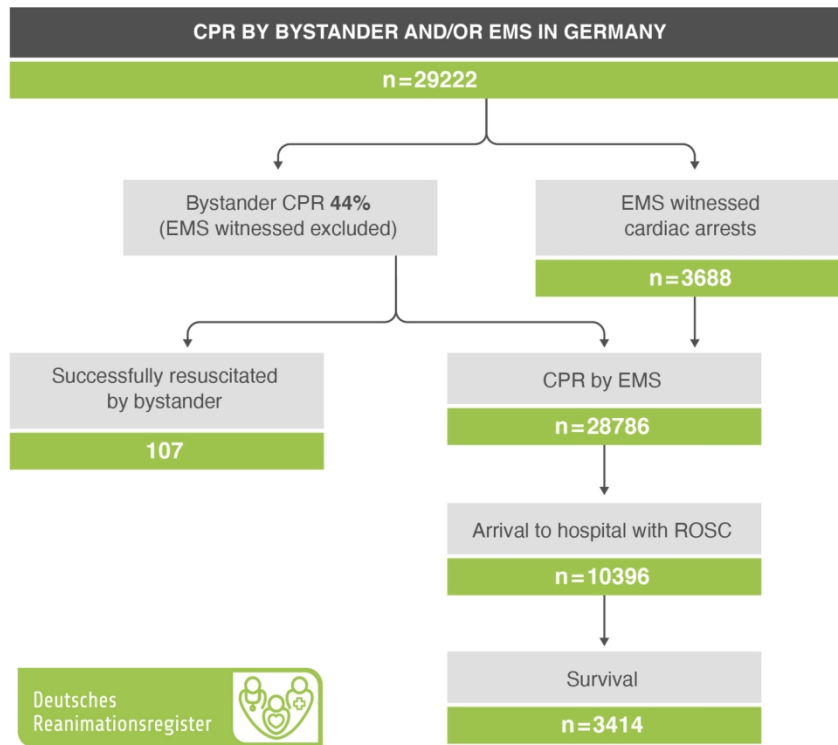 CPR BY BYSTANDER AND/OR EMS IN GERMANY
n=29222
Bystander CPR 44%
(EMS witnessed excluded)
EMS witnessed
cardiac arrests
n=3688
Successfully resuscitated
by bystander
107
CPR by EMS
n=28786
Arrival to hospital with ROSC
n=10396
Survival
n=3414
Deutsches
Reanimationsregister